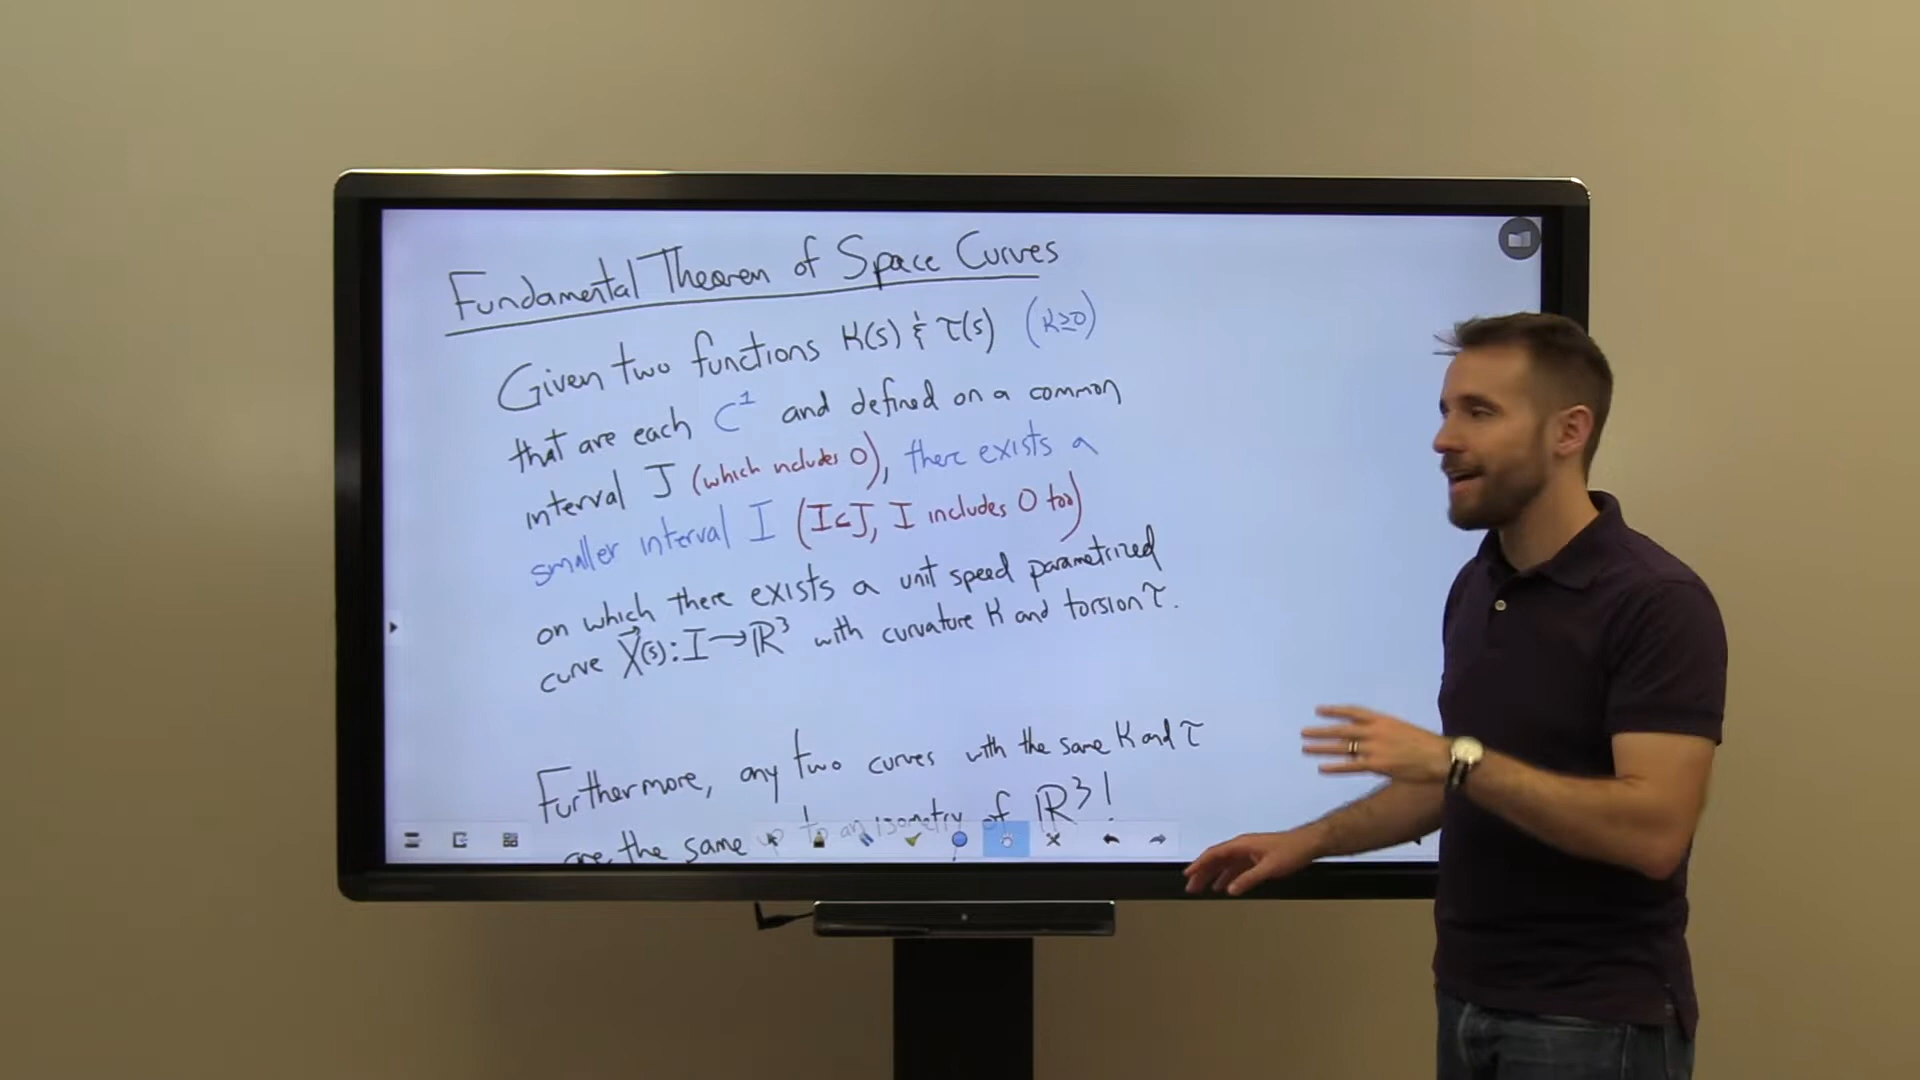 Fundamental Theorem of Space Curves
Given two functions K(s) & τ(s) (K≥0)
that are each C¹ and defined on a common
interval J (which includes 0), there exists a
smaller interval I (I⊂J, I includes 0 too)
on which there exists a unit speed parametrized
curve X⃗(s): I → ℝ³ with curvature K and torsion τ.
Furthermore, any two curves with the same K and τ
are the same up to an isometry of ℝ³!